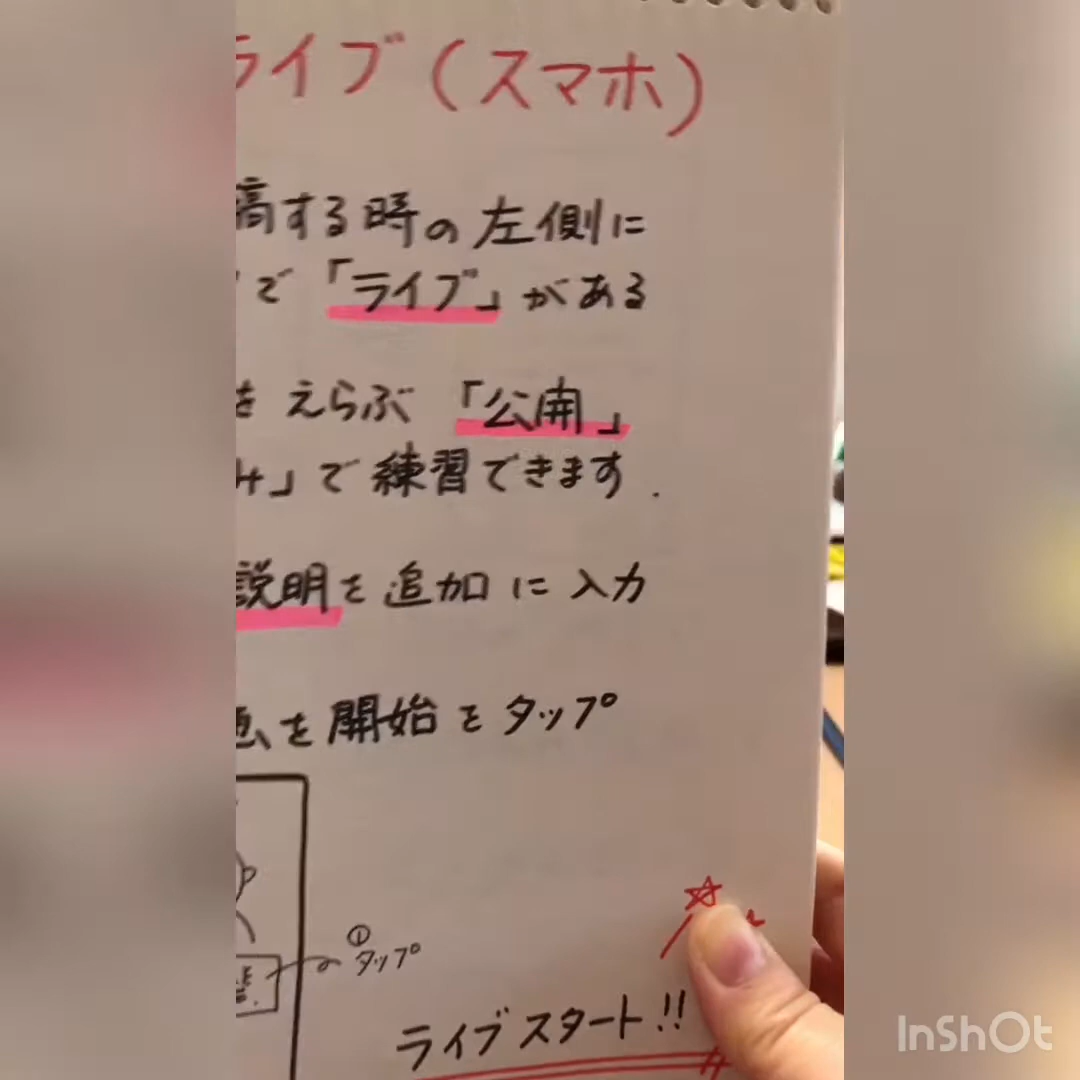 ライブ(スマホ)
稿する時の左側に
で「ライブ」がある
を えらぶ「公開」
み」で練習できます.
説明を追加に入力
を開始をタップ
①
タップ
ライブスタート!!
InShOt